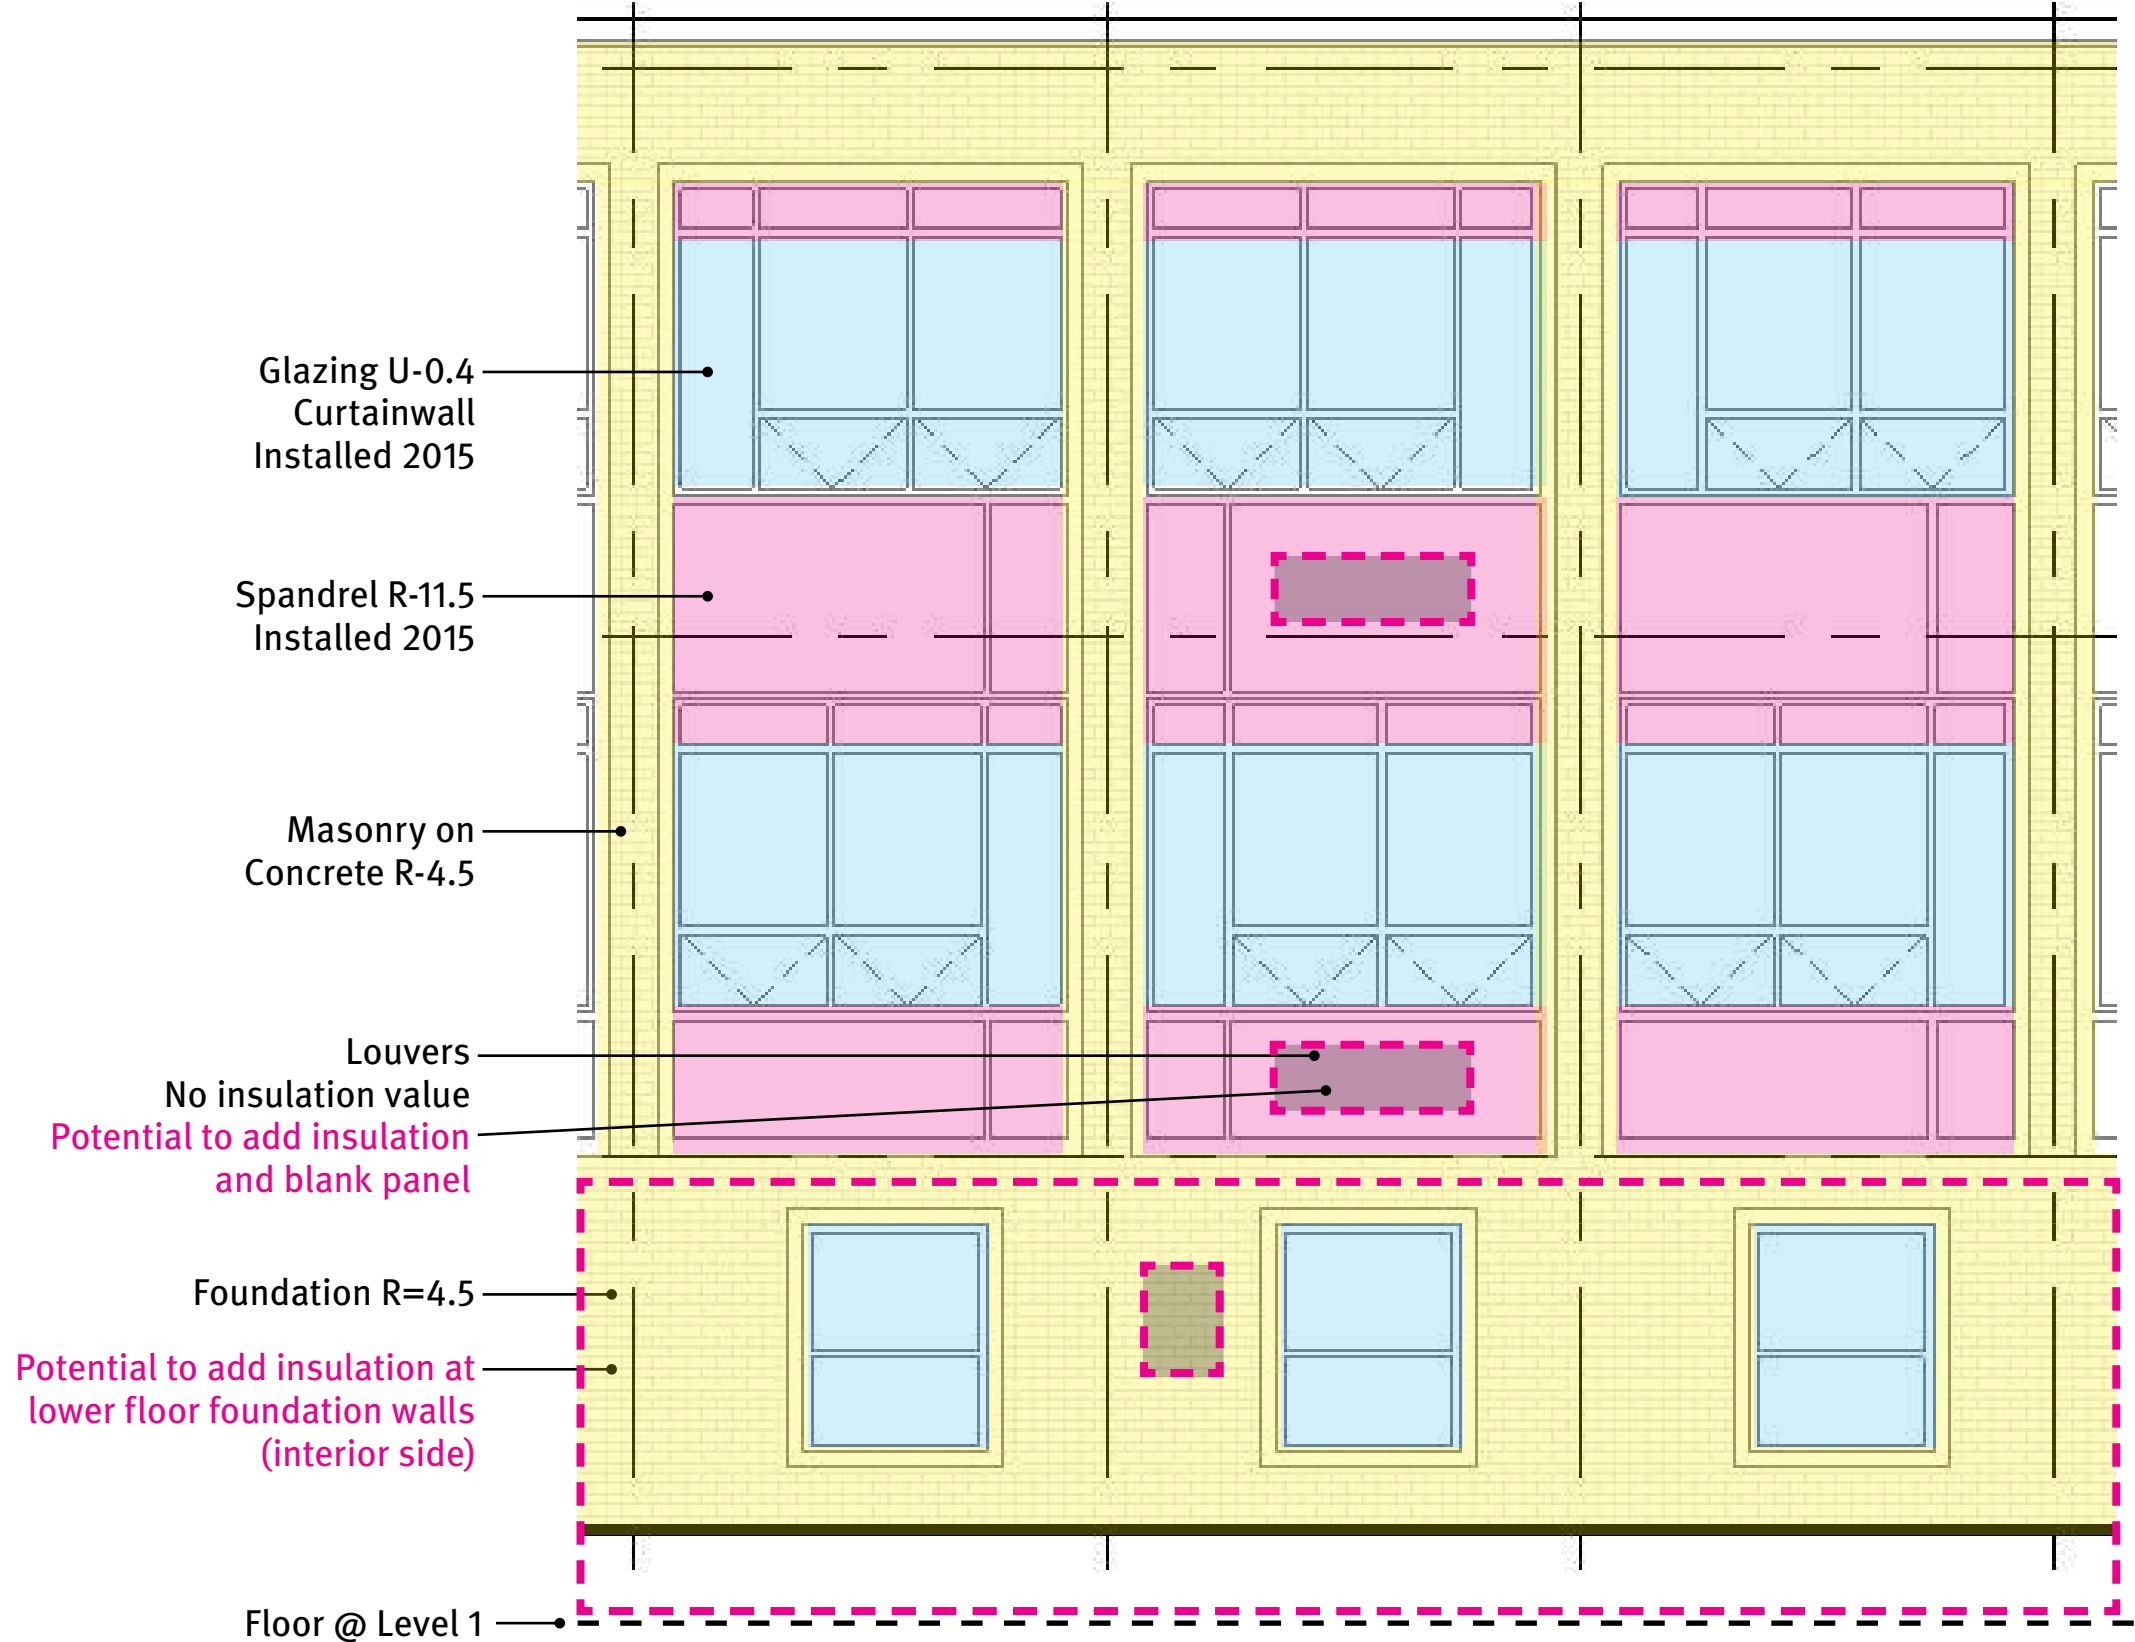 Glazing U-0.4
Curtainwall
Installed 2015
Spandrel R-11.5
Installed 2015
Masonry on
Concrete R-4.5
Louvers
No insulation value
Potential to add insulation
and blank panel
Foundation R=4.5
Potential to add insulation at
lower floor foundation walls
(interior side)
Floor @ Level 1